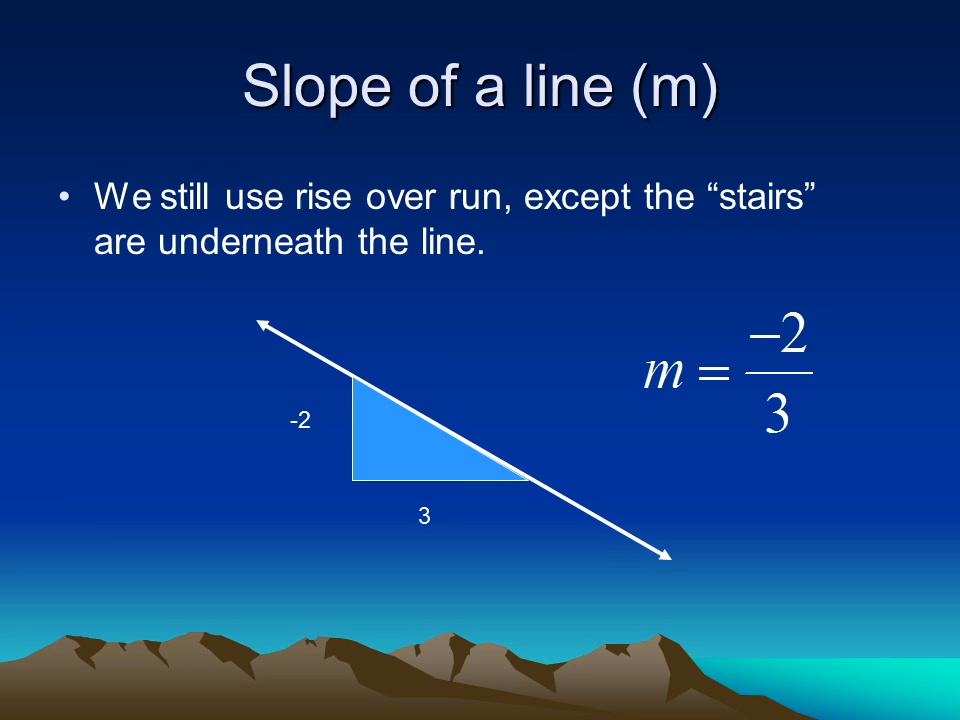 Slope of a line (m)
• We still use rise over run, except the “stairs”
are underneath the line.
-2
3
m = −2/3